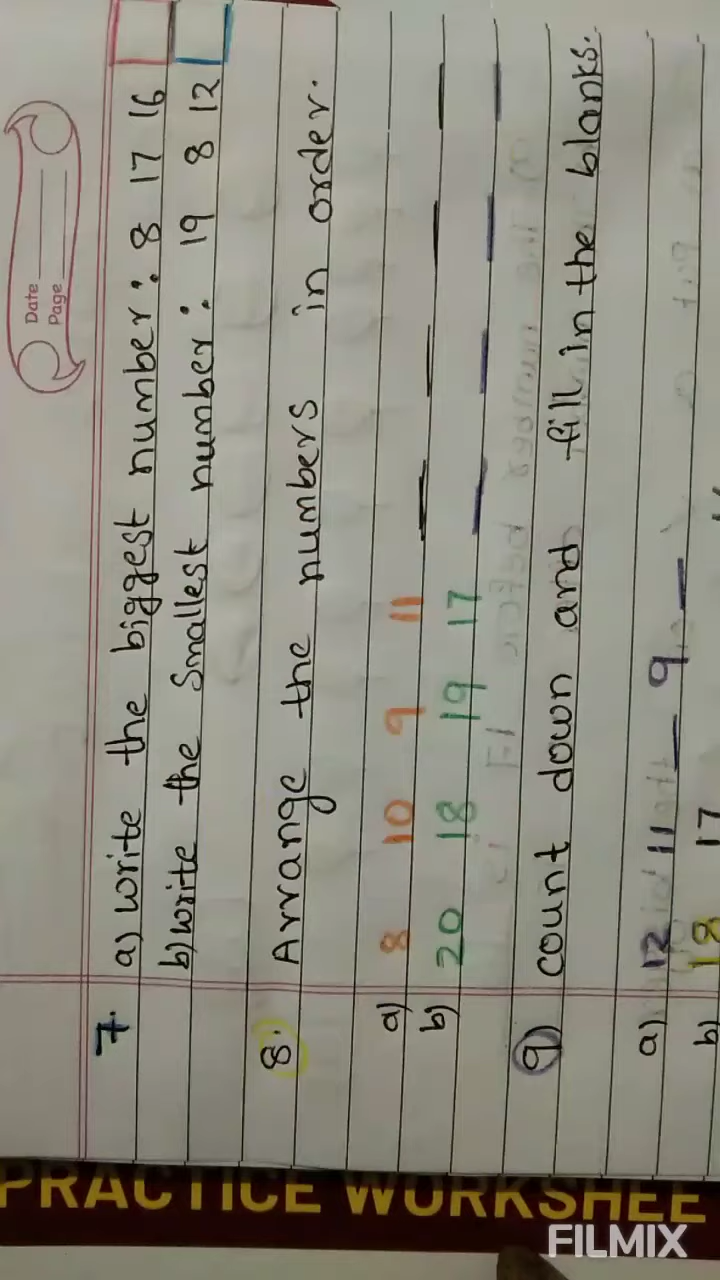 Date
Page
7. a) write the biggest number: 8 17 16
b) write the smallest number: 19 8 12
8. Arrange the numbers in order.
a) 8 10 9 11
b) 20 18 19 17
9) count down and fill in the blanks.
a) 12 11 _ 9 _
b) 18 17
PRACTICE WORKSHEE
FILMIX